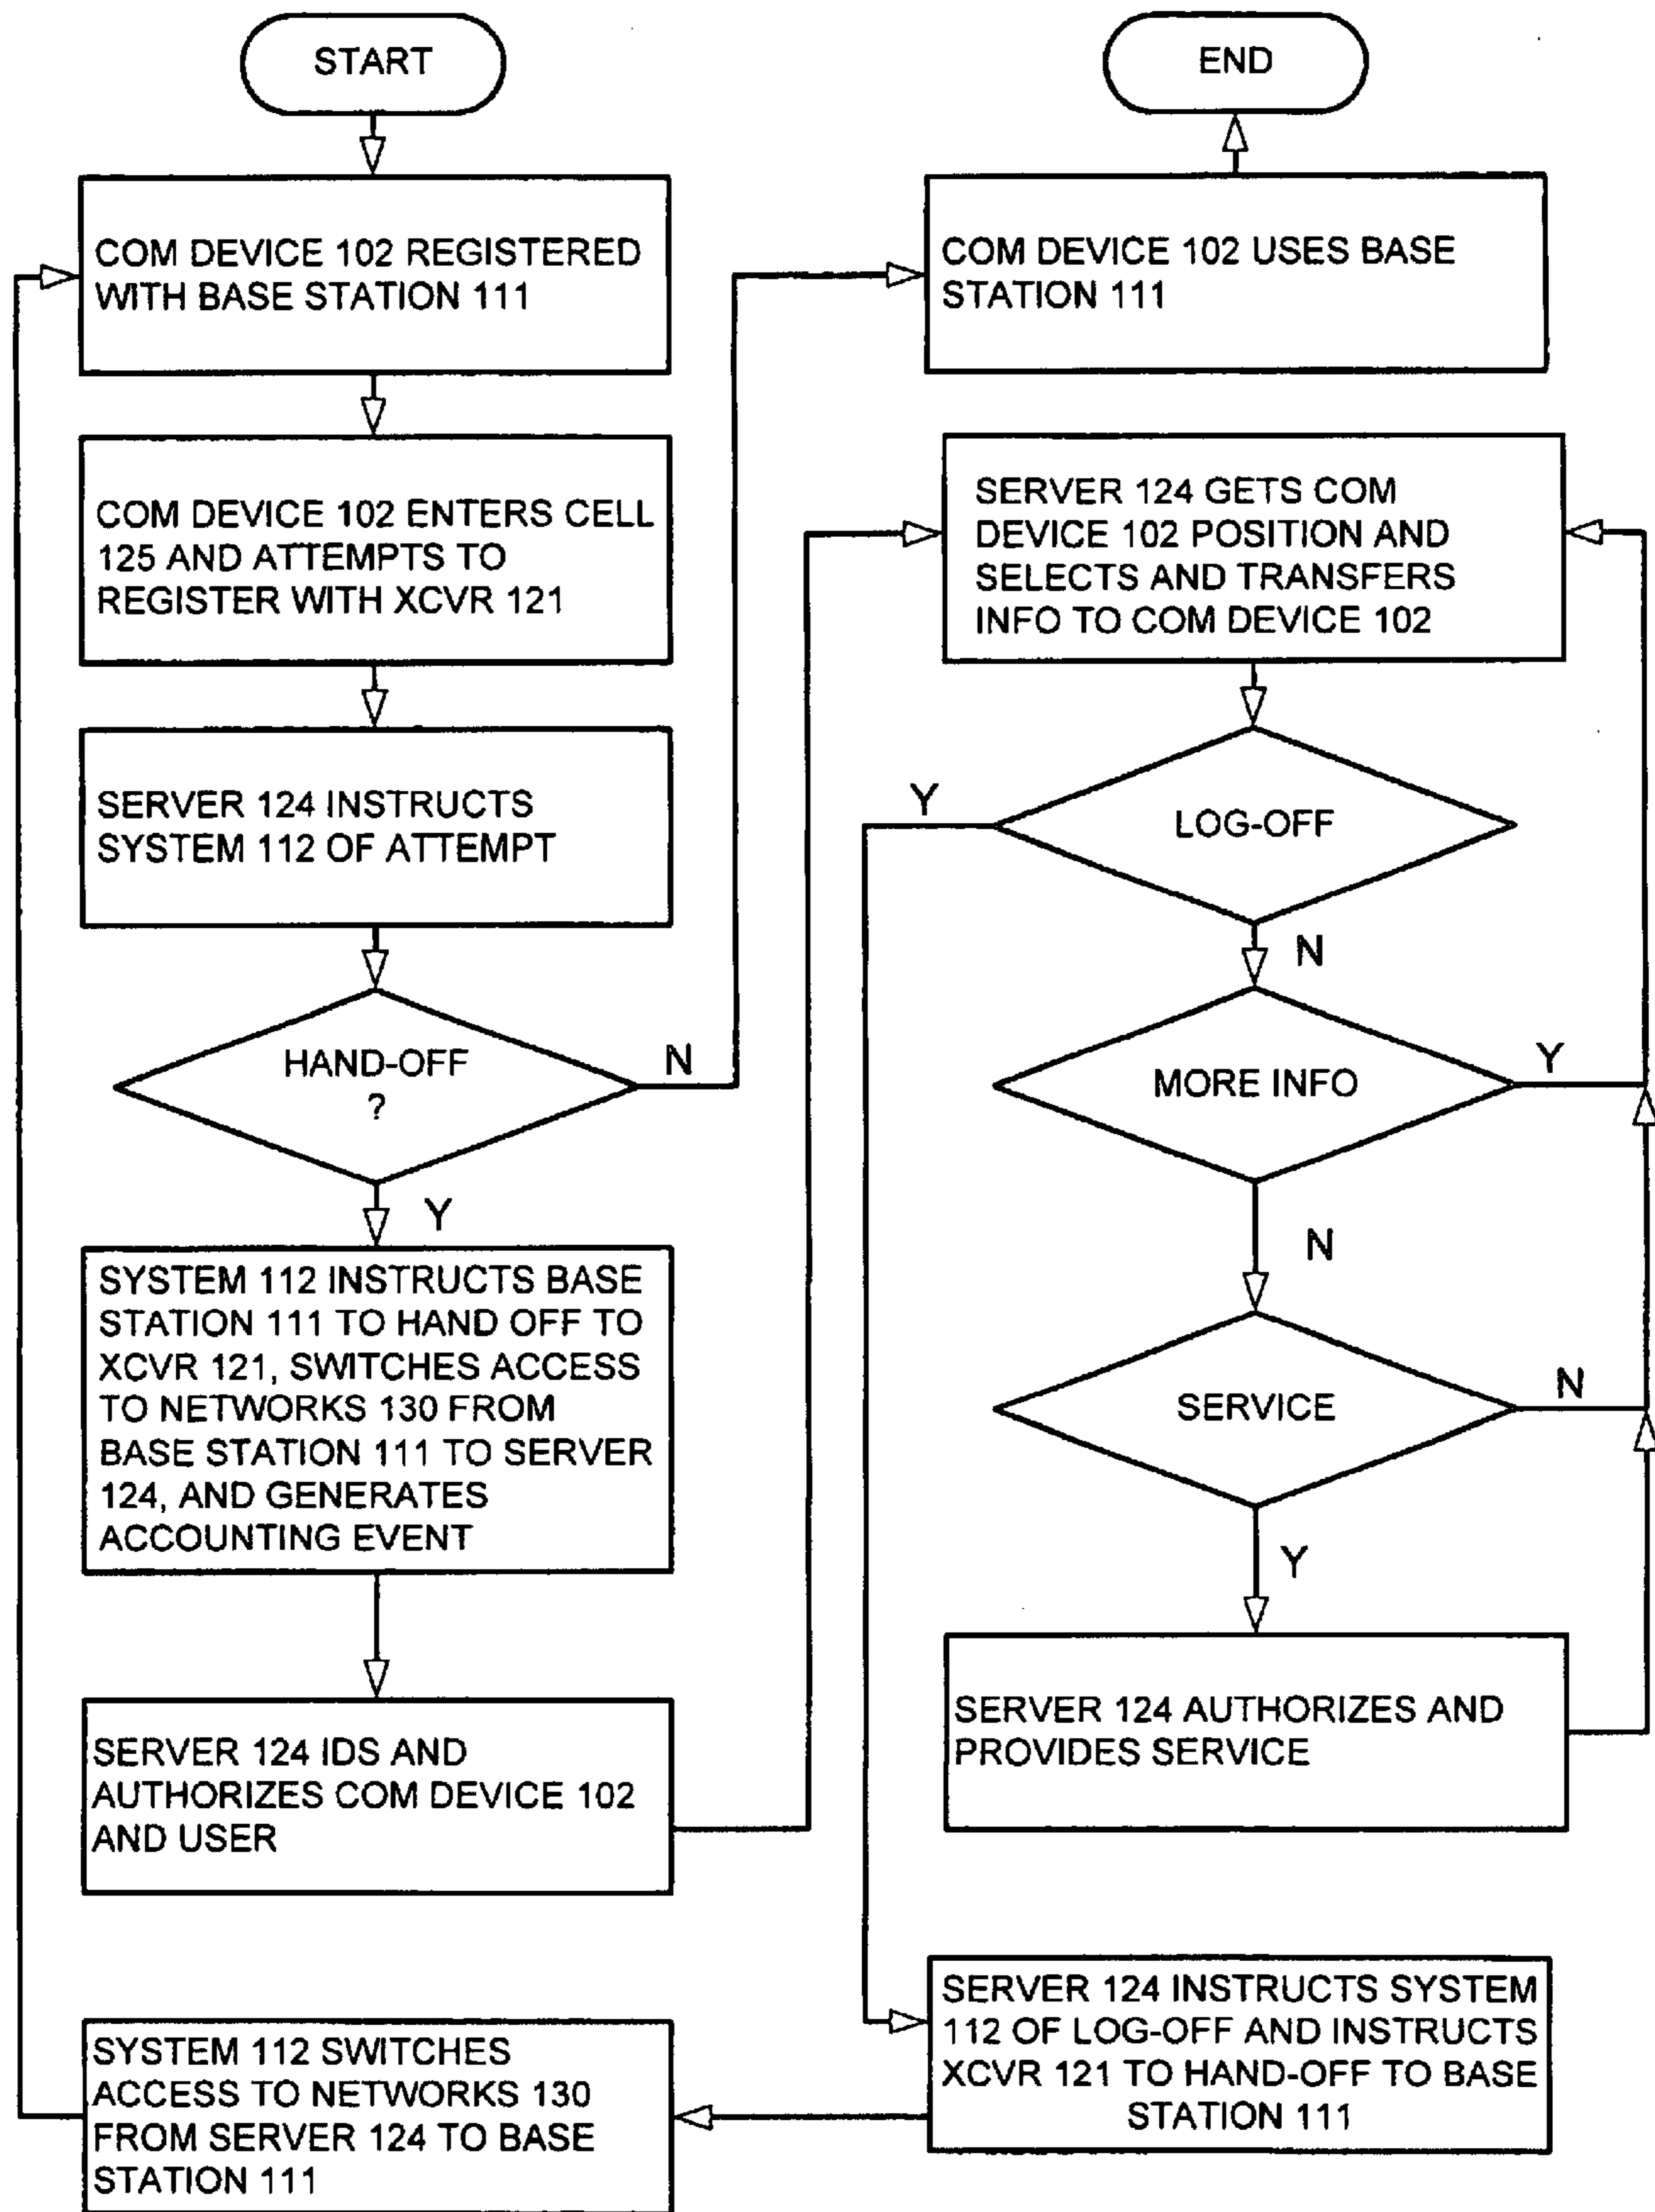 START
COM DEVICE 102 REGISTERED
WITH BASE STATION 111
COM DEVICE 102 ENTERS CELL
125 AND ATTEMPTS TO
REGISTER WITH XCVR 121
SERVER 124 INSTRUCTS
SYSTEM 112 OF ATTEMPT
HAND-OFF
?
N
Y
SYSTEM 112 INSTRUCTS BASE
STATION 111 TO HAND OFF TO
XCVR 121, SWITCHES ACCESS
TO NETWORKS 130 FROM
BASE STATION 111 TO SERVER
124, AND GENERATES
ACCOUNTING EVENT
SERVER 124 IDS AND
AUTHORIZES COM DEVICE 102
AND USER
SYSTEM 112 SWITCHES
ACCESS TO NETWORKS 130
FROM SERVER 124 TO BASE
STATION 111
END
COM DEVICE 102 USES BASE
STATION 111
SERVER 124 GETS COM
DEVICE 102 POSITION AND
SELECTS AND TRANSFERS
INFO TO COM DEVICE 102
Y
LOG-OFF
N
MORE INFO
Y
N
SERVICE
N
Y
SERVER 124 AUTHORIZES AND
PROVIDES SERVICE
SERVER 124 INSTRUCTS SYSTEM
112 OF LOG-OFF AND INSTRUCTS
XCVR 121 TO HAND-OFF TO BASE
STATION 111